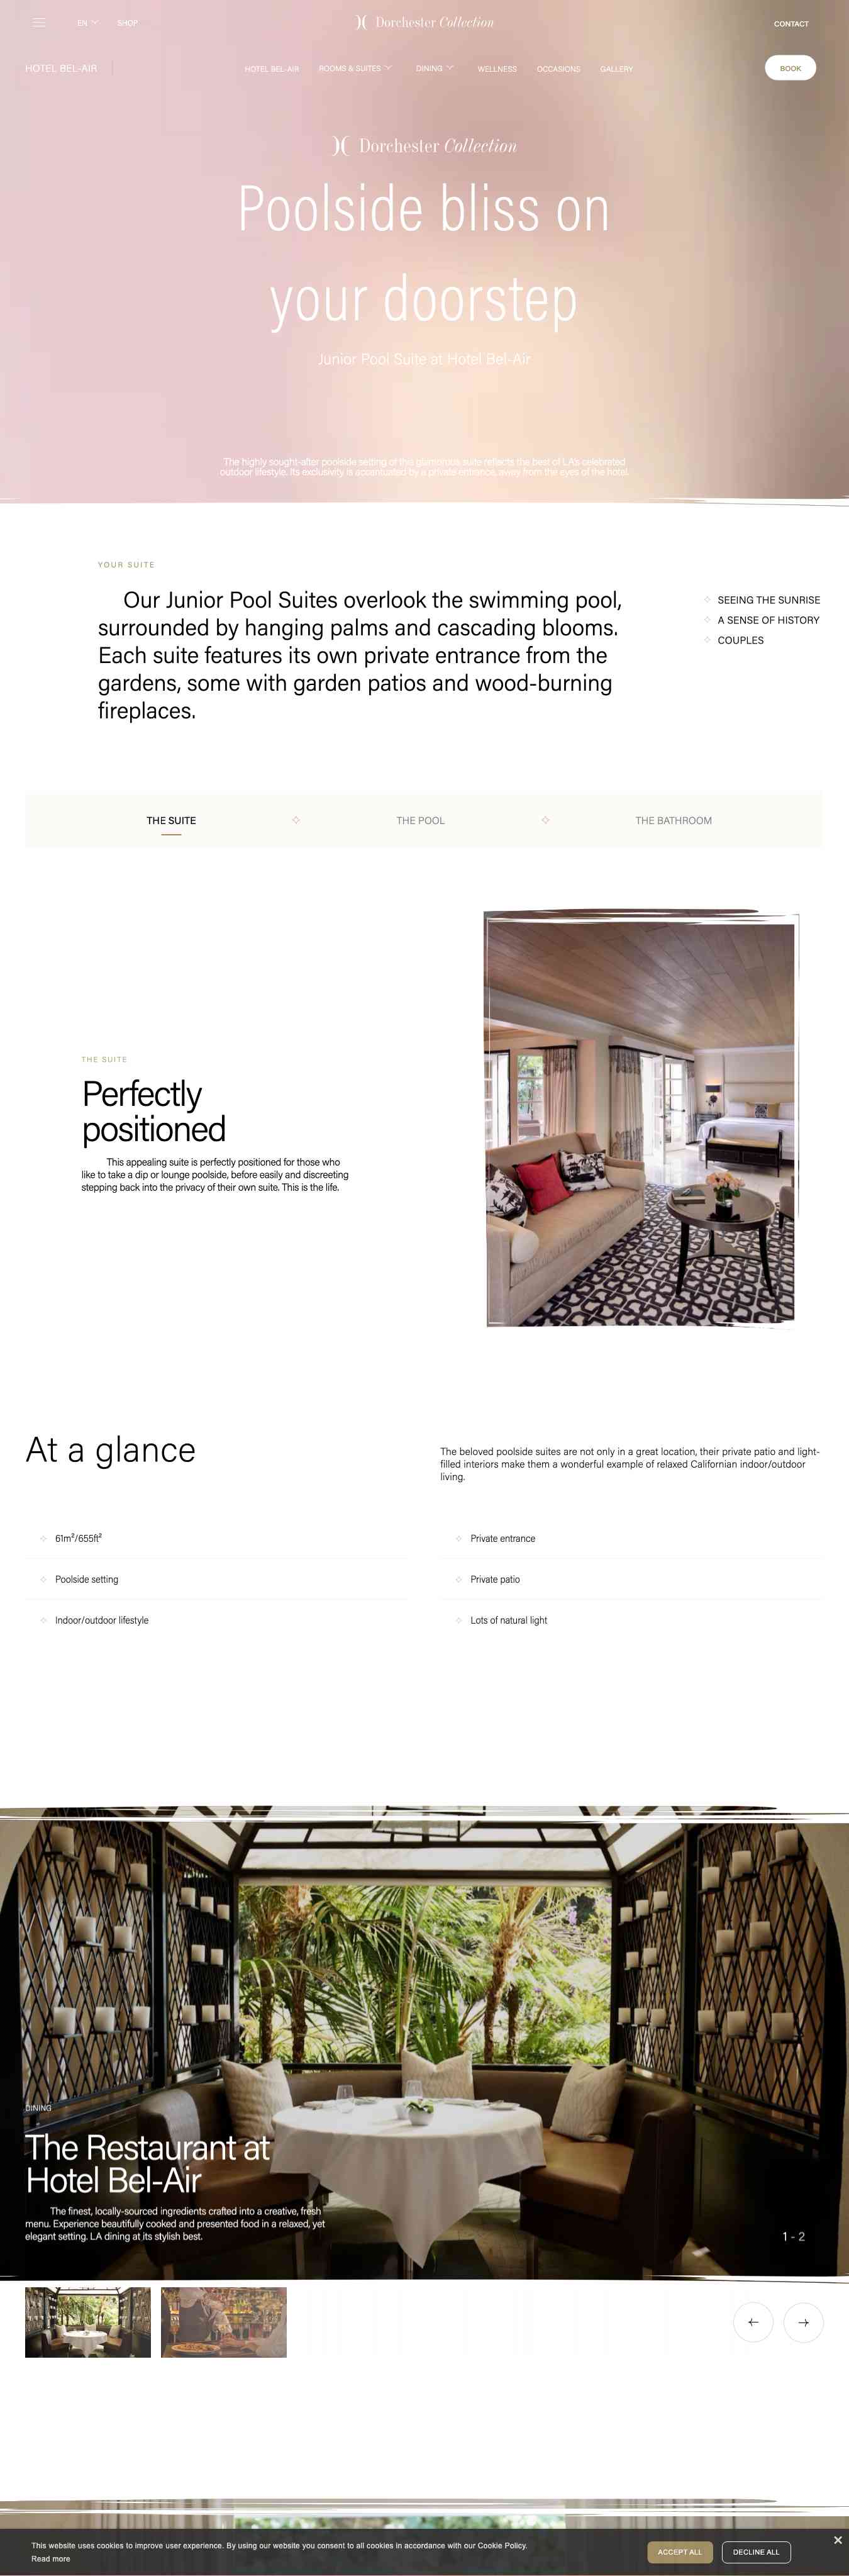 EN
SHOP
Dorchester Collection
CONTACT
HOTEL BEL-AIR
HOTEL BEL-AIR
ROOMS & SUITES
DINING
WELLNESS
OCCASIONS
GALLERY
BOOK
Dorchester Collection
Poolside bliss on
your doorstep
Junior Pool Suite at Hotel Bel-Air
The highly sought-after poolside setting of this glamorous suite reflects the best of LA's celebrated
outdoor lifestyle. Its exclusivity is accentuated by a private entrance, away from the eyes of the hotel.
YOUR SUITE
Our Junior Pool Suites overlook the swimming pool,
surrounded by hanging palms and cascading blooms.
Each suite features its own private entrance from the
gardens, some with garden patios and wood-burning
fireplaces.
SEEING THE SUNRISE
A SENSE OF HISTORY
COUPLES
THE SUITE
THE POOL
THE BATHROOM
THE SUITE
Perfectly
positioned
This appealing suite is perfectly positioned for those who
like to take a dip or lounge poolside, before easily and discreeting
stepping back into the privacy of their own suite. This is the life.
At a glance
The beloved poolside suites are not only in a great location, their private patio and light-
filled interiors make them a wonderful example of relaxed Californian indoor/outdoor
living.
61m²/655ft²
Poolside setting
Indoor/outdoor lifestyle
Private entrance
Private patio
Lots of natural light
DINING
The Restaurant at
Hotel Bel-Air
The finest, locally-sourced ingredients crafted into a creative, fresh
menu. Experience beautifully cooked and presented food in a relaxed, yet
elegant setting. LA dining at its stylish best.
1 - 2
This website uses cookies to improve user experience. By using our website you consent to all cookies in accordance with our Cookie Policy.
Read more
ACCEPT ALL
DECLINE ALL